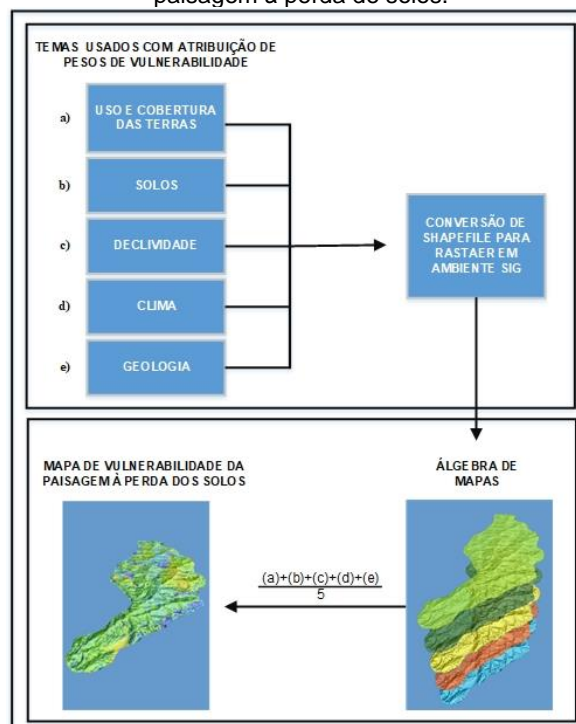 paisagem à perda de solos.
TEMAS USADOS COM ATRIBUIÇÃO DE
PESOS DE VULNERABILIDADE
a)
USO E COBERTURA
DAS TERRAS
b)
SOLOS
c)
DECLIVIDADE
d)
CLIMA
e)
GEOLOGIA
CONVERSÃO DE
SHAPEFILE PARA
RASTAER EM
AMBIENTE SIG
MAPA DE VULNERABILIDADE DA
PAISAGEM À PERDA DOS SOLOS
ÁLGEBRA DE
MAPAS
(a)+(b)+(c)+(d)+(e)
5